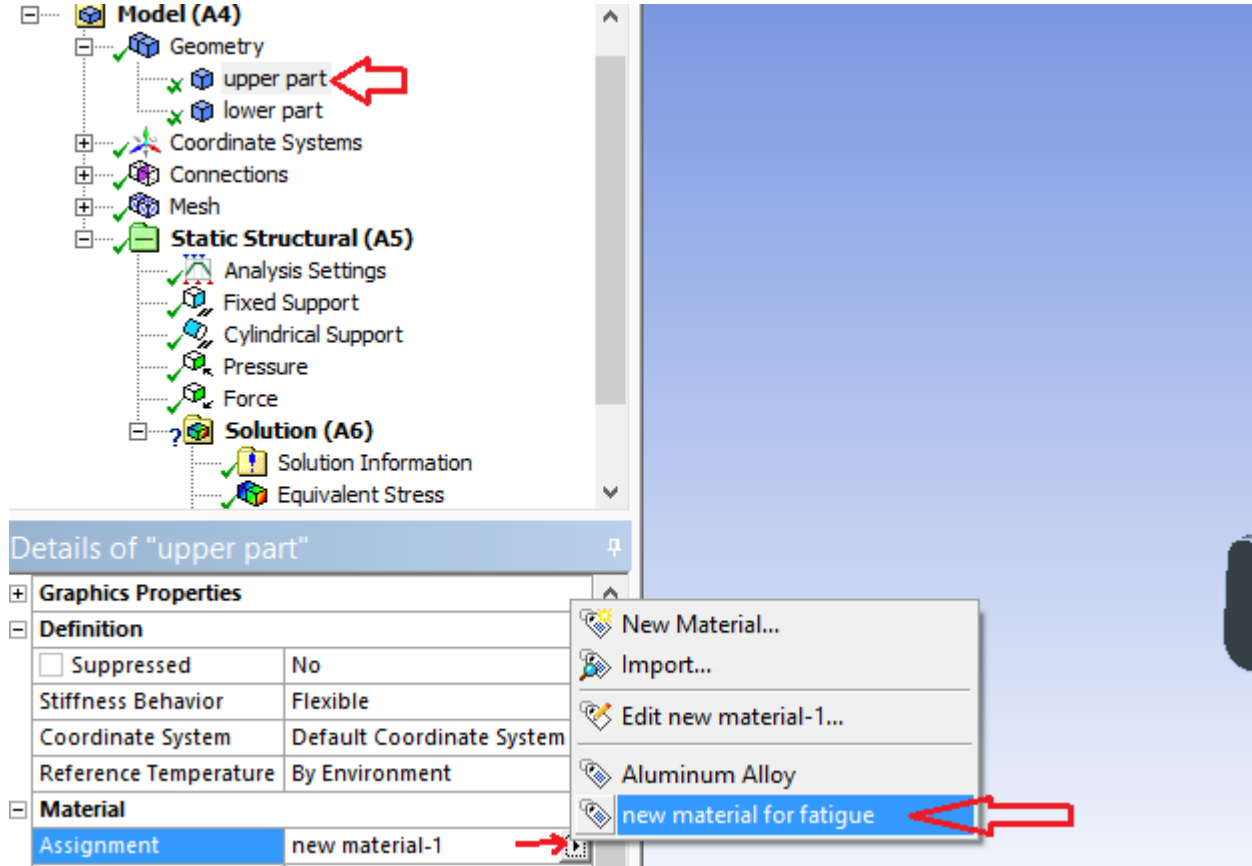 Model (A4)
Geometry
upper part
lower part
Coordinate Systems
Connections
Mesh
Static Structural (A5)
Analysis Settings
Fixed Support
Cylindrical Support
Pressure
Force
? Solution (A6)
Solution Information
Equivalent Stress
Details of "upper part"
Graphics Properties
Definition
Suppressed No
Stiffness Behavior Flexible
Coordinate System Default Coordinate System
Reference Temperature By Environment
Material
Assignment new material-1
New Material...
Import...
Edit new material-1...
Aluminum Alloy
new material for fatigue